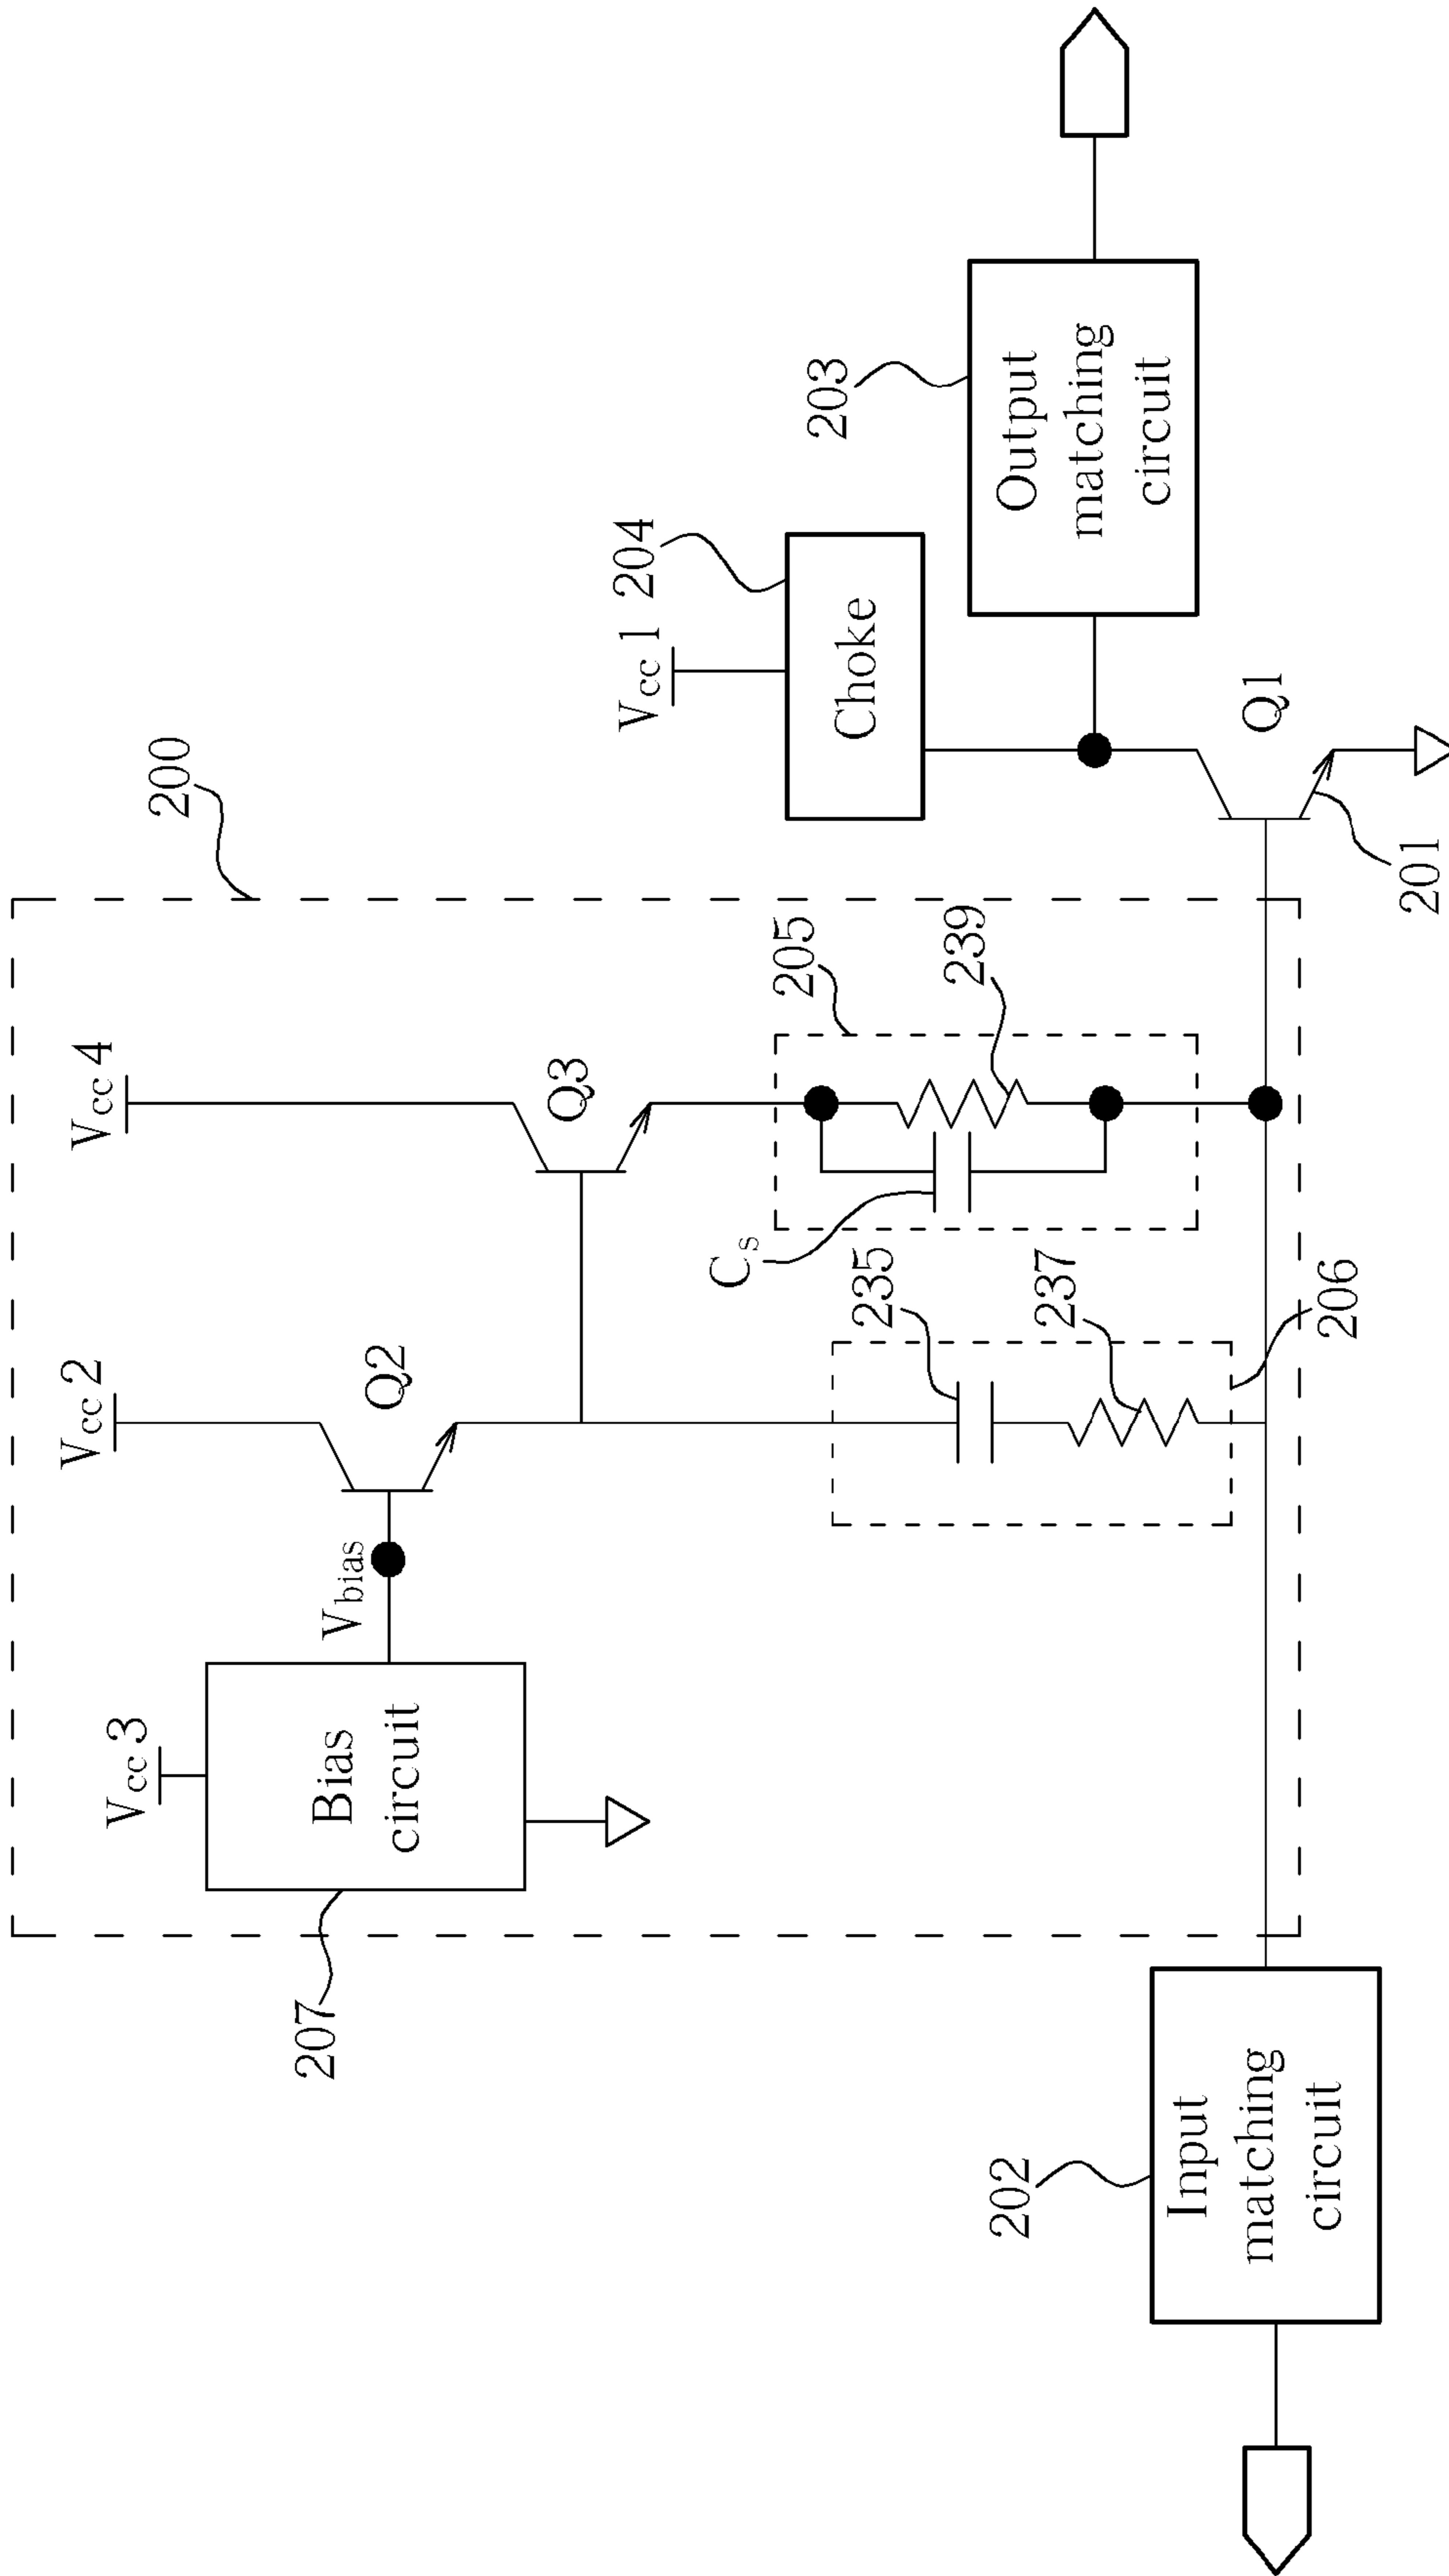 200
Vcc 2
Vcc 4
Vcc 3
Q2
Vbias
Bias
circuit
207
Q3
205
Cs
235
239
237
206
Vcc 1
204
Choke
203
Output
matching
circuit
Q1
201
202
Input
matching
circuit